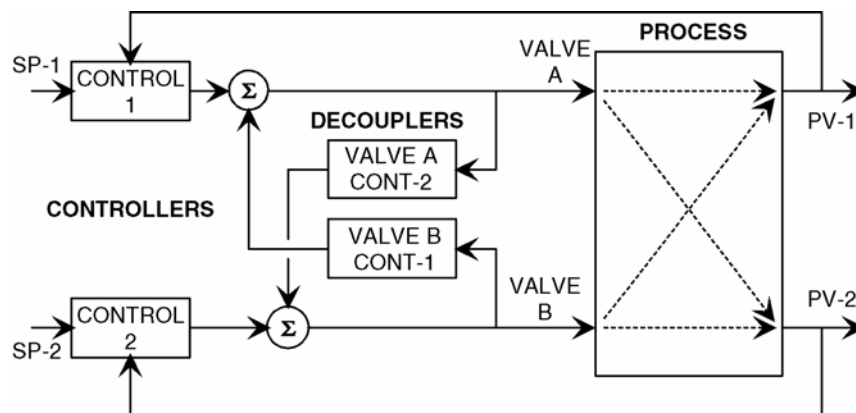 PROCESS
VALVE
A
SP-1
CONTROL
1
Σ
PV-1
DECOUPLERS
VALVE A
CONT-2
CONTROLLERS
VALVE B
CONT-1
VALVE
B
PV-2
CONTROL
2
Σ
SP-2